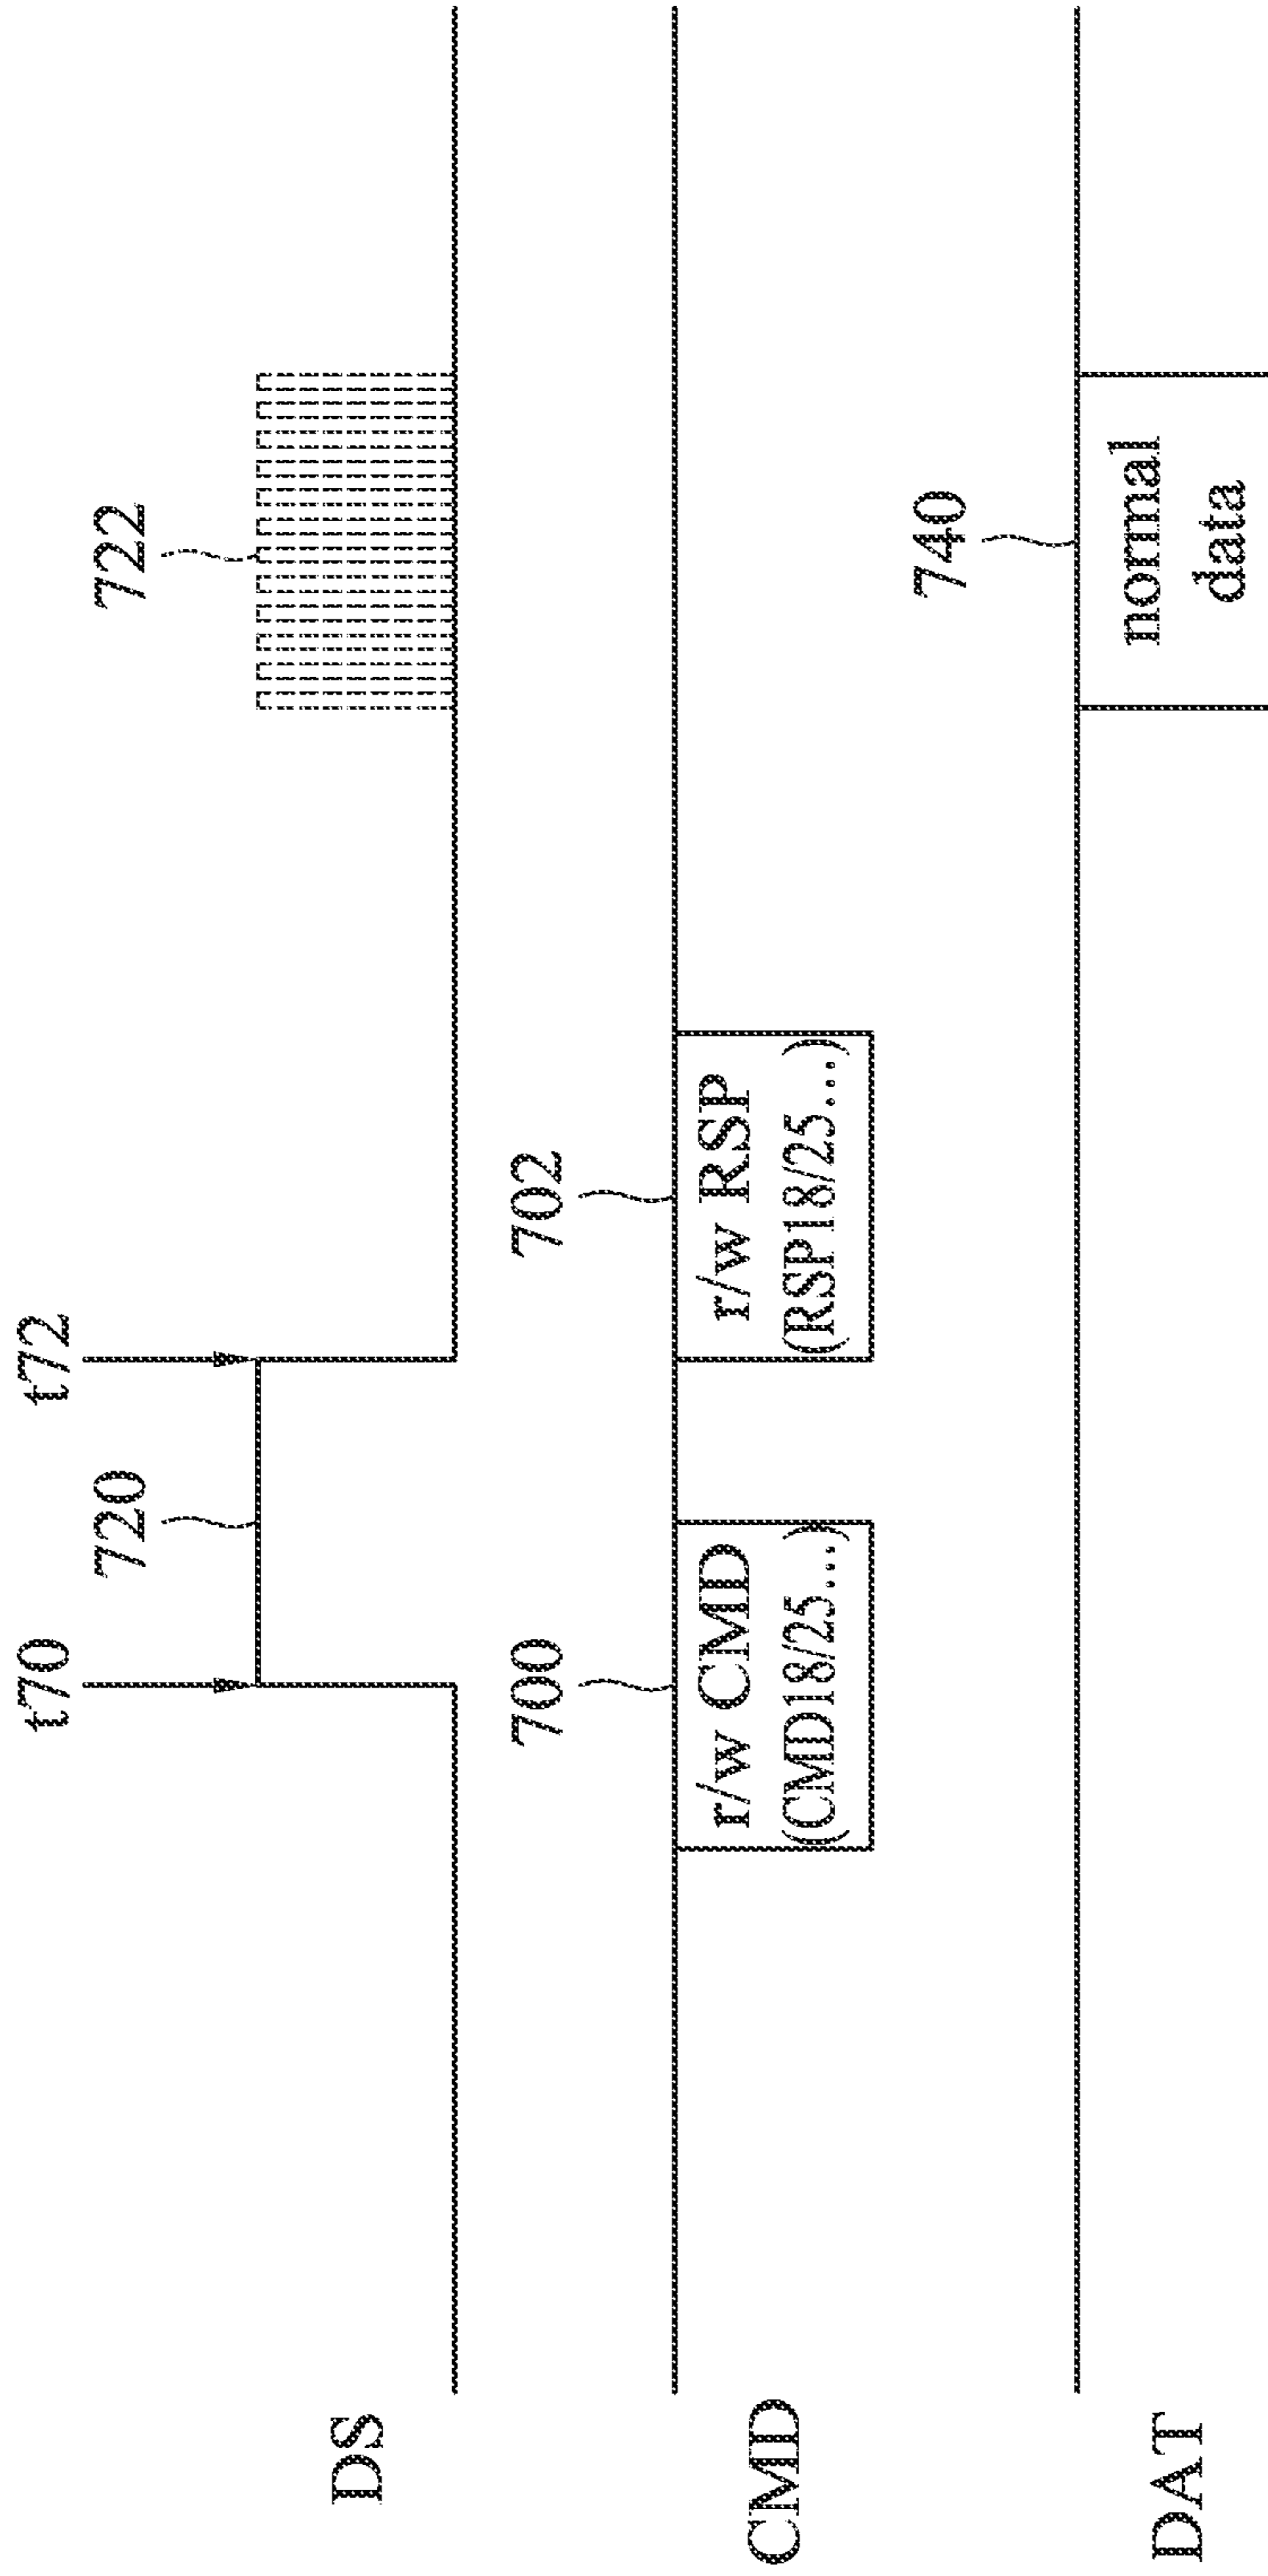 t70
t72
720
722
DS
700
702
CMD
r/w CMD
(CMD18/25...)
r/w RSP
(RSP18/25...)
740
DAT
normal
data